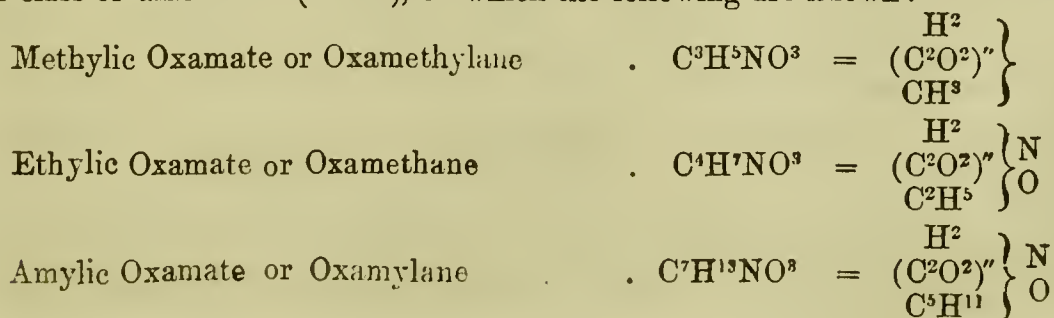 H²
Methylic Oxamate or Oxamethylane . C³H⁵NO³ = (C²O²)″}
CH³
H²
Ethylic Oxamate or Oxamethane . C⁴H⁷NO³ = (C²O²)″} N O
C²H⁵
H²
Amylic Oxamate or Oxamylane . C⁷H¹³NO³ = (C²O²)″} N O
C⁵H¹¹